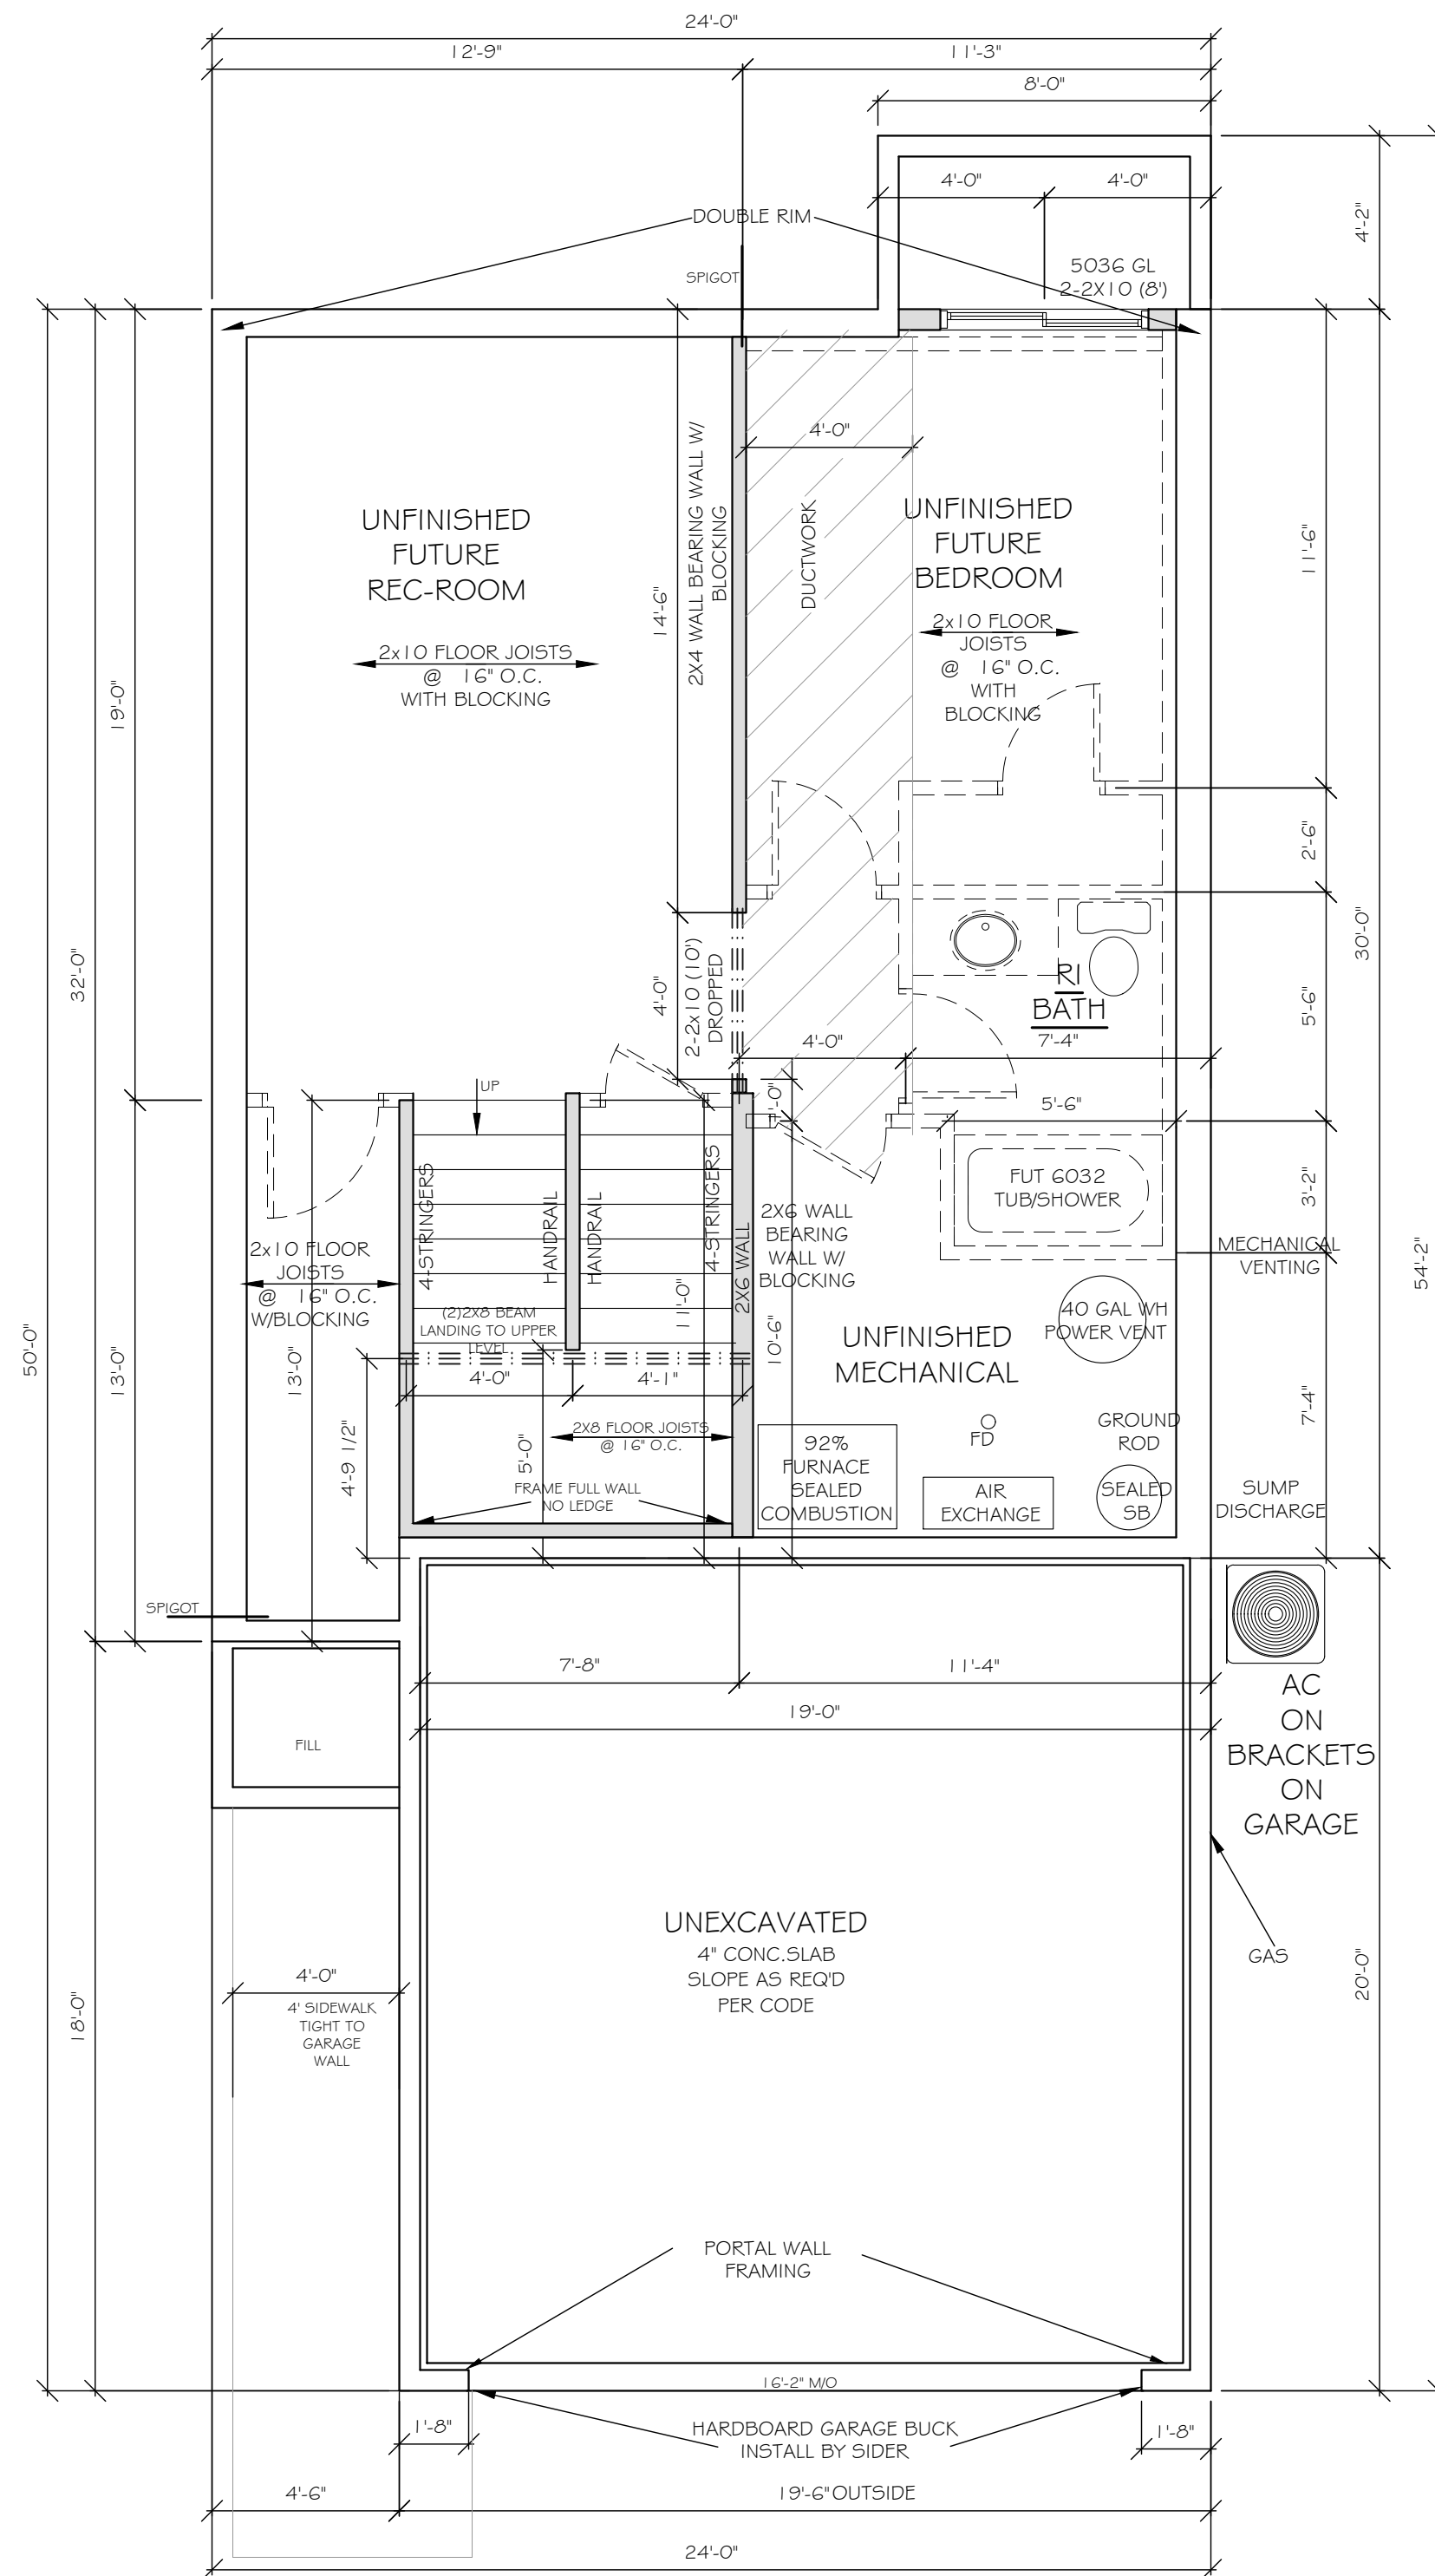 24'-0"
12'-9"
11'-3"
8'-0"
4'-0"
4'-0"
4'-2"
DOUBLE RIM
SPIGOT
5036 GL
2-2X10 (8')
4'-0"
UNFINISHED
FUTURE
REC-ROOM
2x10 FLOOR JOISTS
@ 16" O.C.
WITH BLOCKING
14'-6"
2X4 WALL BEARING WALL W/
BLOCKING
DUCTWORK
UNFINISHED
FUTURE
BEDROOM
2x10 FLOOR
JOISTS
@ 16" O.C.
WITH
BLOCKING
11'-6"
19'-0"
2'-6"
32'-0"
30'-0"
4'-0"
2-2x10 (10')
DROPPED
RI
BATH
5'-6"
4'-0"
7'-4"
UP
1'-0"
5'-6"
54'-2"
4-STRINGERS
HANDRAIL
HANDRAIL
4-STRINGERS
2X6 WALL
2X6 WALL
BEARING
WALL W/
BLOCKING
FUT 6032
TUB/SHOWER
3'-2"
MECHANICAL
VENTING
2x10 FLOOR
JOISTS
@ 16" O.C.
W/BLOCKING
(2)2X8 BEAM
LANDING TO UPPER
LEVEL
11'-0"
10'-6"
40 GAL WH
POWER VENT
UNFINISHED
MECHANICAL
50'-0"
13'-0"
13'-0"
4'-0"
4'-1"
7'-4"
4'-9 1/2"
5'-0"
2X8 FLOOR JOISTS
@ 16" O.C.
FD
GROUND
ROD
92%
FURNACE
SEALED
COMBUSTION
AIR
EXCHANGE
SEALED
SB
SUMP
DISCHARGE
FRAME FULL WALL
NO LEDGE
SPIGOT
7'-8"
11'-4"
19'-0"
FILL
AC
ON
BRACKETS
ON
GARAGE
GAS
UNEXCAVATED
4" CONC.SLAB
SLOPE AS REQ'D
PER CODE
4'-0"
4' SIDEWALK
TIGHT TO
GARAGE
WALL
18'-0"
20'-0"
PORTAL WALL
FRAMING
16'-2" M/O
1'-8"
HARDBOARD GARAGE BUCK
INSTALL BY SIDER
1'-8"
4'-6"
19'-6" OUTSIDE
24'-0"